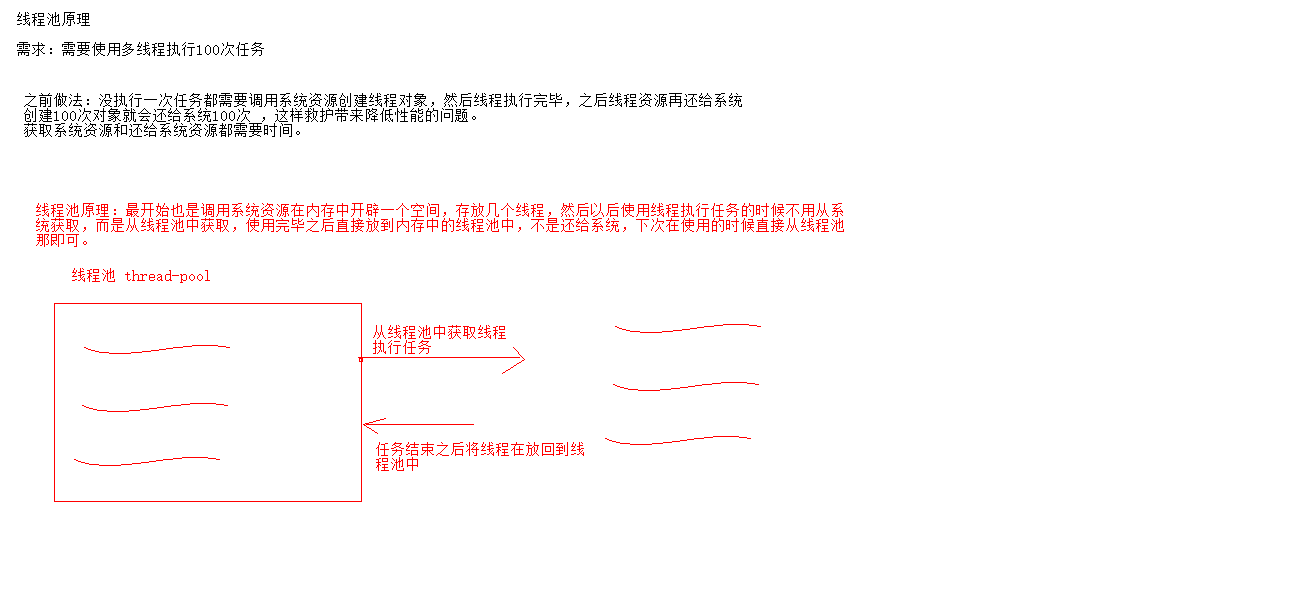 线程池原理
需求：需要使用多线程执行100次任务
之前做法：没执行一次任务都需要调用系统资源创建线程对象，然后线程执行完毕，之后线程资源再还给系统
创建100次对象就会还给系统100次 ，这样救护带来降低性能的问题。
获取系统资源和还给系统资源都需要时间。
线程池原理：最开始也是调用系统资源在内存中开辟一个空间，存放几个线程，然后以后使用线程执行任务的时候不用从系
统获取，而是从线程池中获取，使用完毕之后直接放到内存中的线程池中，不是还给系统，下次在使用的时候直接从线程池
那即可。
线程池 thread-pool
从线程池中获取线程
执行任务
任务结束之后将线程在放回到线
程池中